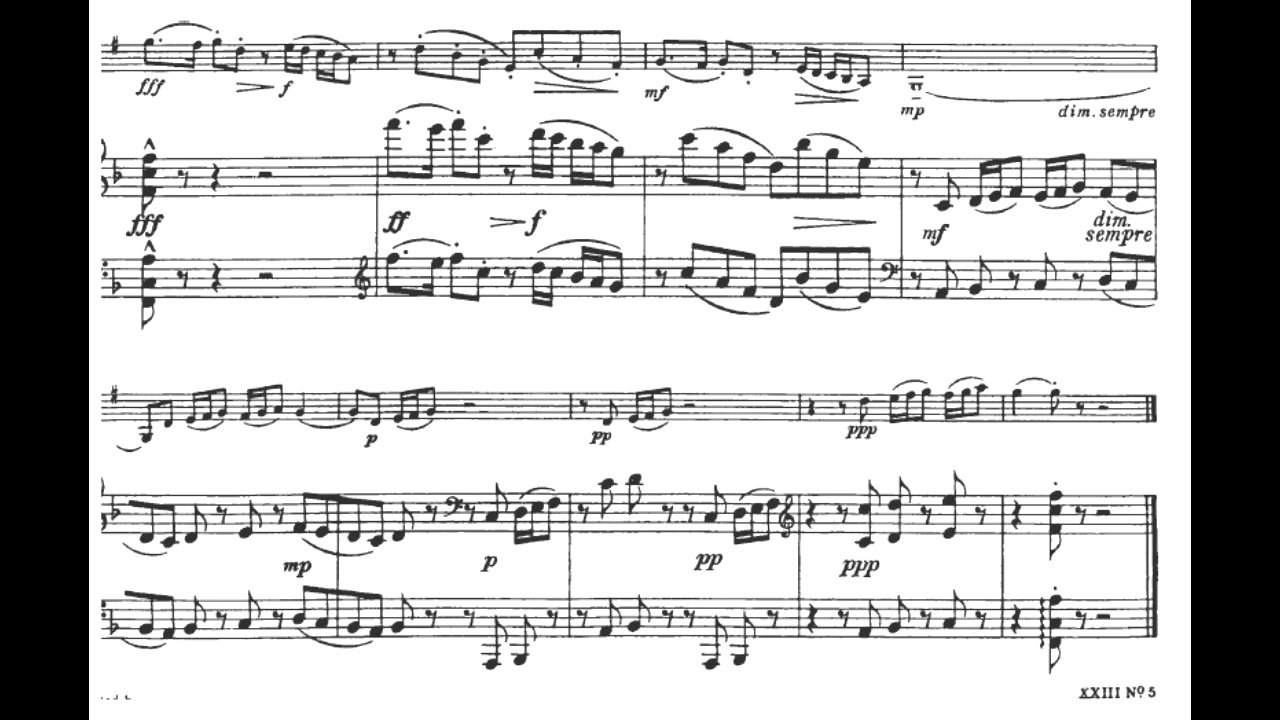 fff f mf mp dim. sempre
fff ff f mf dim.
sempre
p pp ppp
mp p pp ppp
XXIII Nº 5